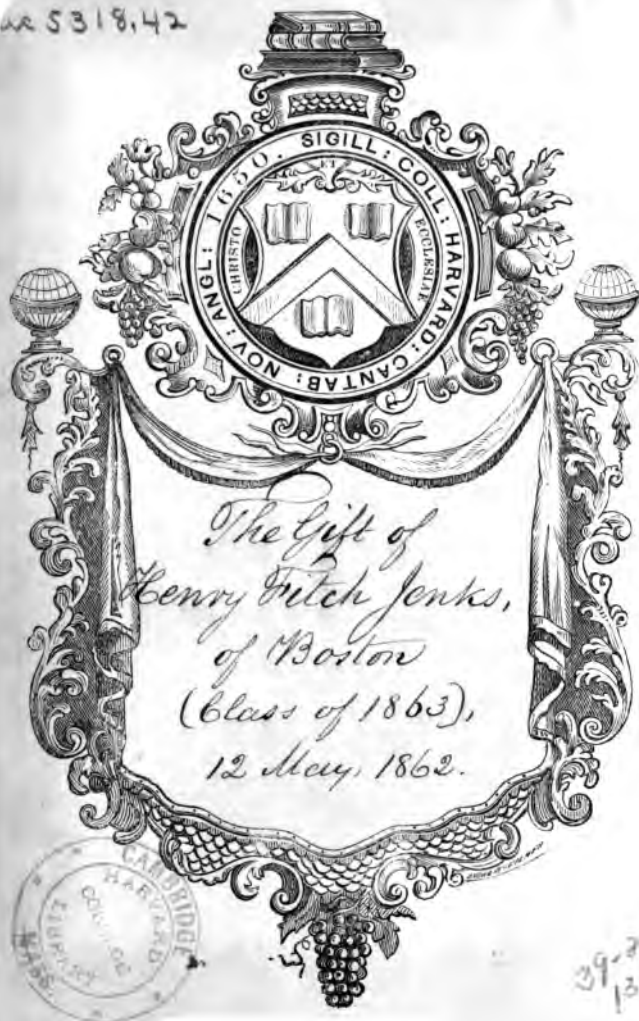 5318.42
SIGILL: COLL: HARVARD: CANTAB: NOV: ANGL: 1650.
ET
CHRISTO
ECCLESIAE
The Gift of
Henry Fitch Jenks,
of Boston
(Class of 1863),
12 May, 1862.
HARVARD
COLLEGE
LIBRARY
CAMBRIDGE
MASS.